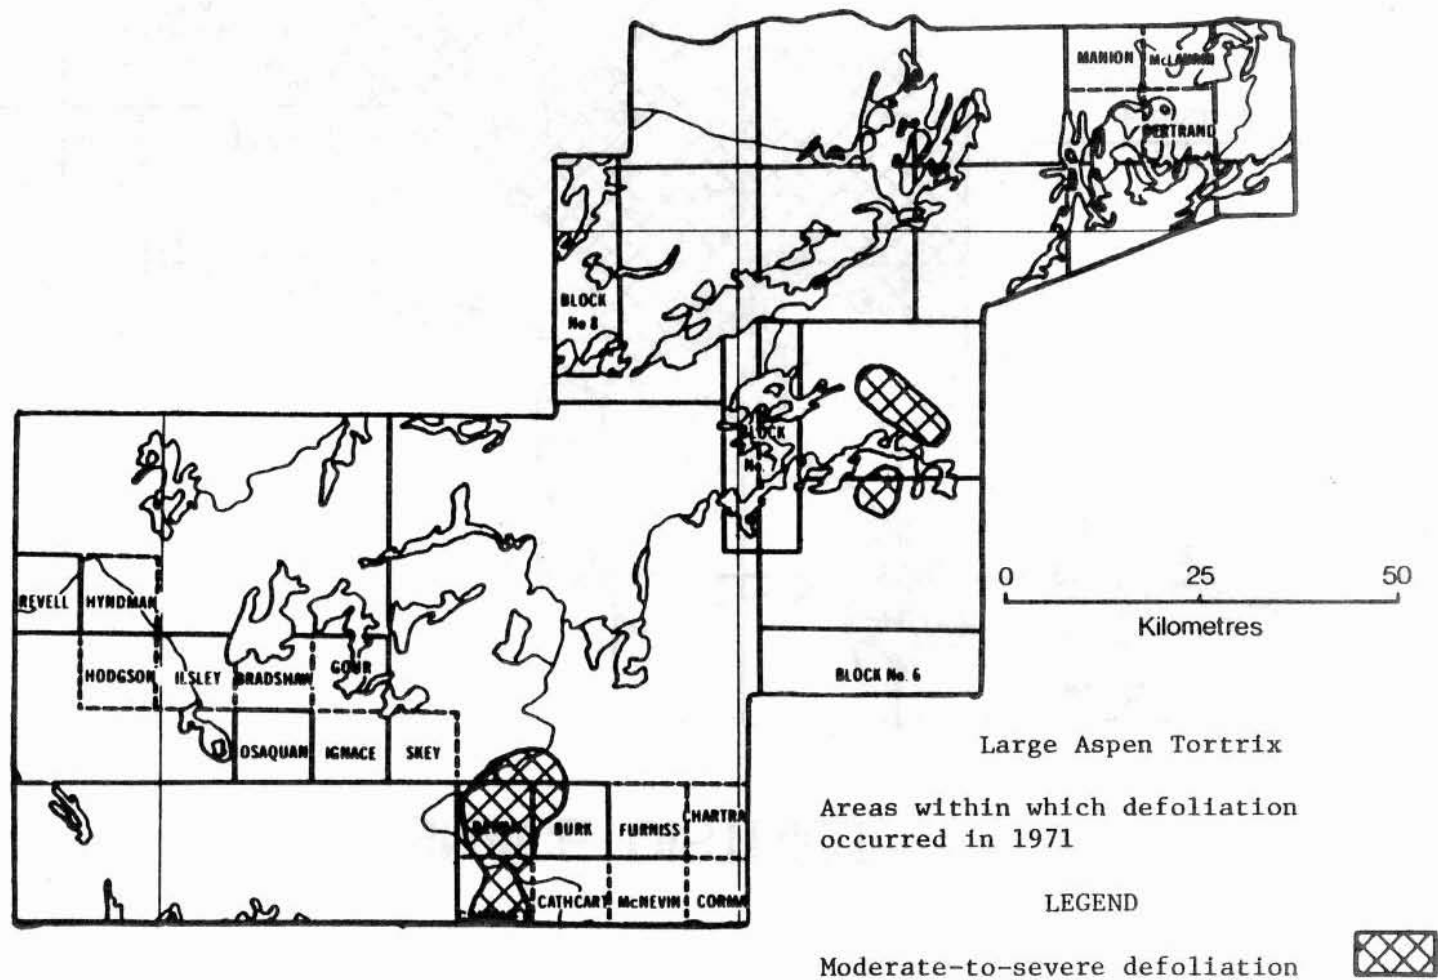 MANION
BERTRAND
BLOCK
No 8
BLOCK
No. 7
0 25 50
Kilometres
REVELL HYNDMAN
HODGSON ILSLEY BRADSHAW GOUR
BLOCK No. 6
OSAQUAN IGNACE SKEY
Large Aspen Tortrix
Areas within which defoliation
occurred in 1971
BURK FURNISS CHARTRA
CATHCART McNEVIN CORMA
LEGEND
Moderate-to-severe defoliation